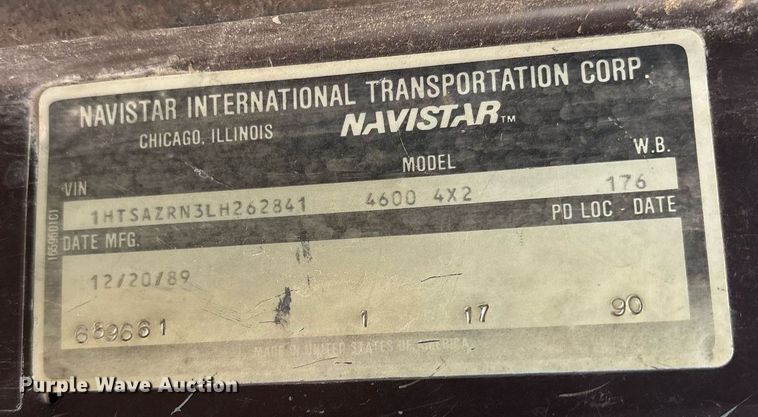 NAVISTAR INTERNATIONAL TRANSPORTATION CORP.
CHICAGO, ILLINOIS NAVISTAR™
VIN MODEL W.B.
1HTSAZRN3LH262841 4600 4X2 176
DATE MFG. PD LOC - DATE
12/20/89
689661 1 17 90
MADE IN UNITED STATES OF AMERICA
Purple Wave Auction